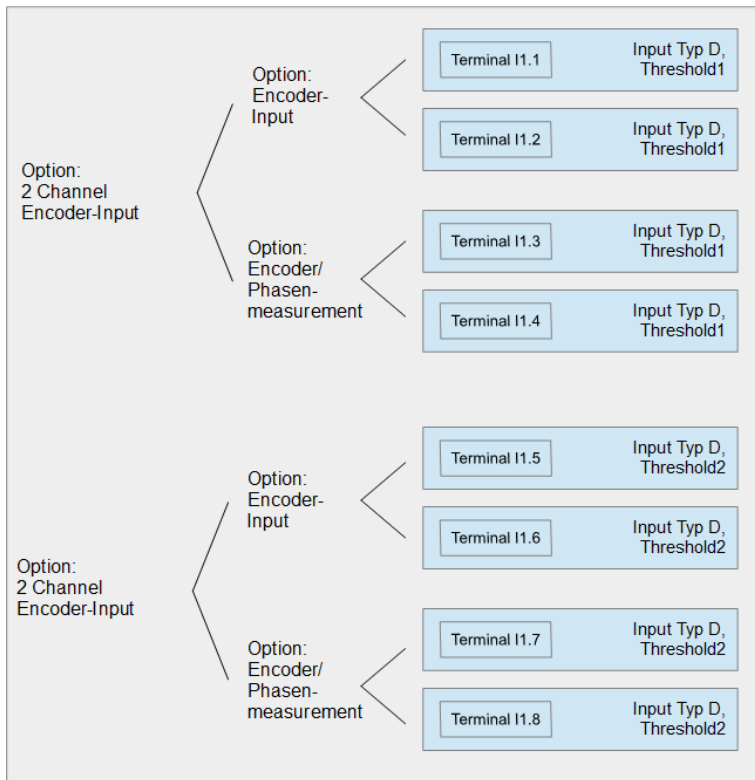 Option:
2 Channel
Encoder-Input
Option:
Encoder-
Input
Terminal I1.1
Input Typ D,
Threshold1
Terminal I1.2
Input Typ D,
Threshold1
Option:
Encoder/
Phasen-
measurement
Terminal I1.3
Input Typ D,
Threshold1
Terminal I1.4
Input Typ D,
Threshold1
Option:
2 Channel
Encoder-Input
Option:
Encoder-
Input
Terminal I1.5
Input Typ D,
Threshold2
Terminal I1.6
Input Typ D,
Threshold2
Option:
Encoder/
Phasen-
measurement
Terminal I1.7
Input Typ D,
Threshold2
Terminal I1.8
Input Typ D,
Threshold2